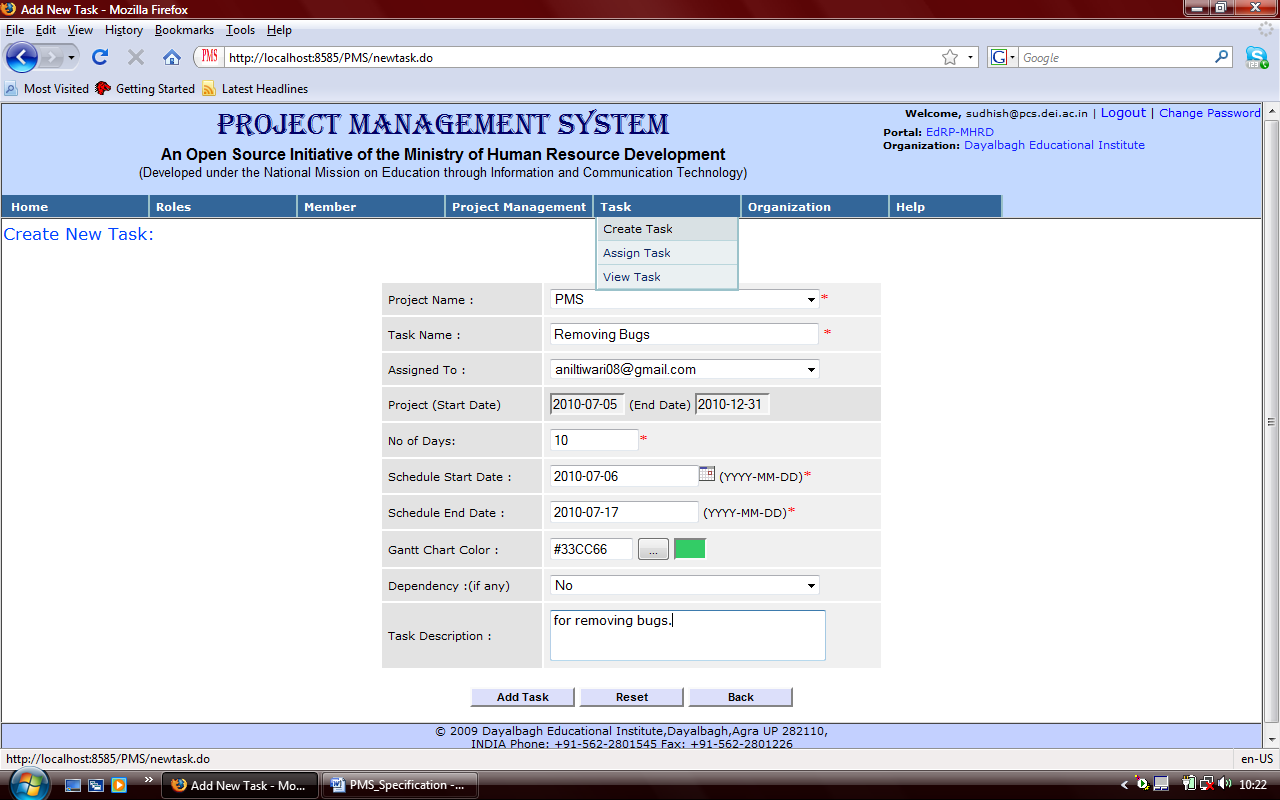 Add New Task - Mozilla Firefox
File Edit View History Bookmarks Tools Help
PMS http://localhost:8585/PMS/newtask.do G Google
Most Visited Getting Started Latest Headlines
PROJECT MANAGEMENT SYSTEM
An Open Source Initiative of the Ministry of Human Resource Development
(Developed under the National Mission on Education through Information and Communication Technology)
Welcome, sudhish@pcs.dei.ac.in | Logout | Change Password
Portal: EdRP-MHRD
Organization: Dayalbagh Educational Institute
Home Roles Member Project Management Task Organization Help
Create New Task:
Create Task
Assign Task
View Task
Project Name : PMS *
Task Name : Removing Bugs *
Assigned To : aniltiwari08@gmail.com
Project (Start Date) 2010-07-05 (End Date) 2010-12-31
No of Days: 10 *
Schedule Start Date : 2010-07-06 (YYYY-MM-DD)*
Schedule End Date : 2010-07-17 (YYYY-MM-DD)*
Gantt Chart Color : #33CC66 ...
Dependency :(if any) No
Task Description : for removing bugs.
Add Task Reset Back
© 2009 Dayalbagh Educational Institute,Dayalbagh,Agra UP 282110,
INDIA Phone: +91-562-2801545 Fax: +91-562-2801226
http://localhost:8585/PMS/newtask.do en-US
» Add New Task - Mo... PMS_Specification -... < 10:22